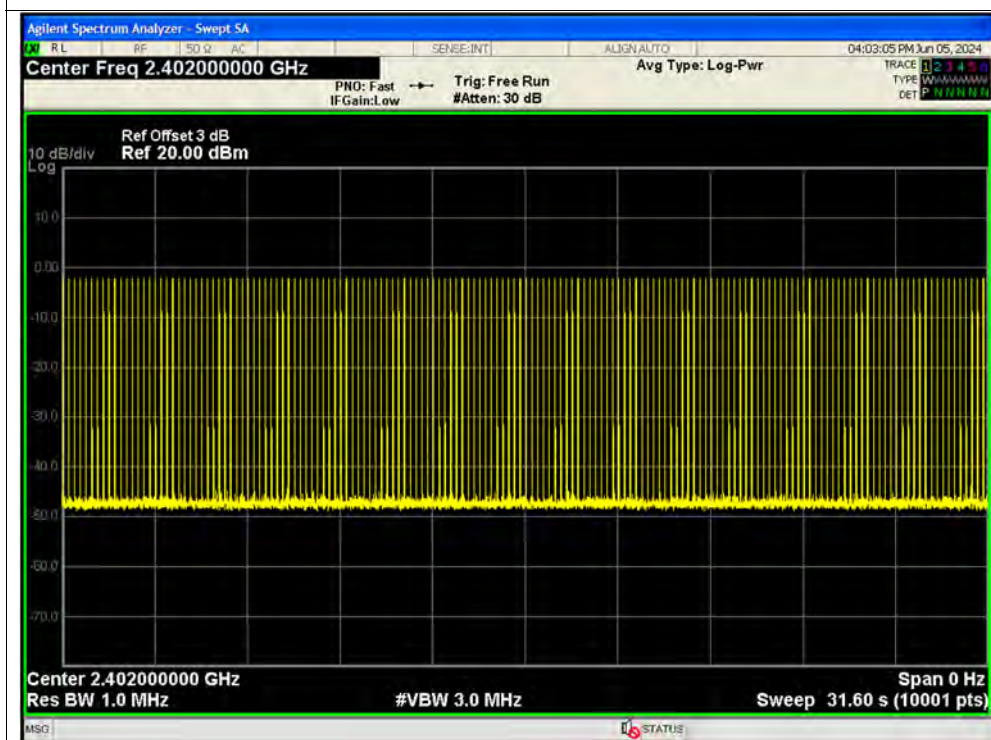 Agilent Spectrum Analyzer - Swept SA
RL RF 50 Ω AC SENSE:INT ALIGN AUTO 04:03:05 PM Jun 05, 2024
Center Freq 2.402000000 GHz
PNO: Fast
IFGain:Low
Trig: Free Run
#Atten: 30 dB
Avg Type: Log-Pwr
TRACE 1 2 3 4 5 6
TYPE
DET P N N N N N
10 dB/div
Log
Ref Offset 3 dB
Ref 20.00 dBm
10.0
0.00
-10.0
-20.0
-30.0
-40.0
-50.0
-60.0
-70.0
Center 2.402000000 GHz Span 0 Hz
Res BW 1.0 MHz #VBW 3.0 MHz Sweep 31.60 s (10001 pts)
MSG STATUS